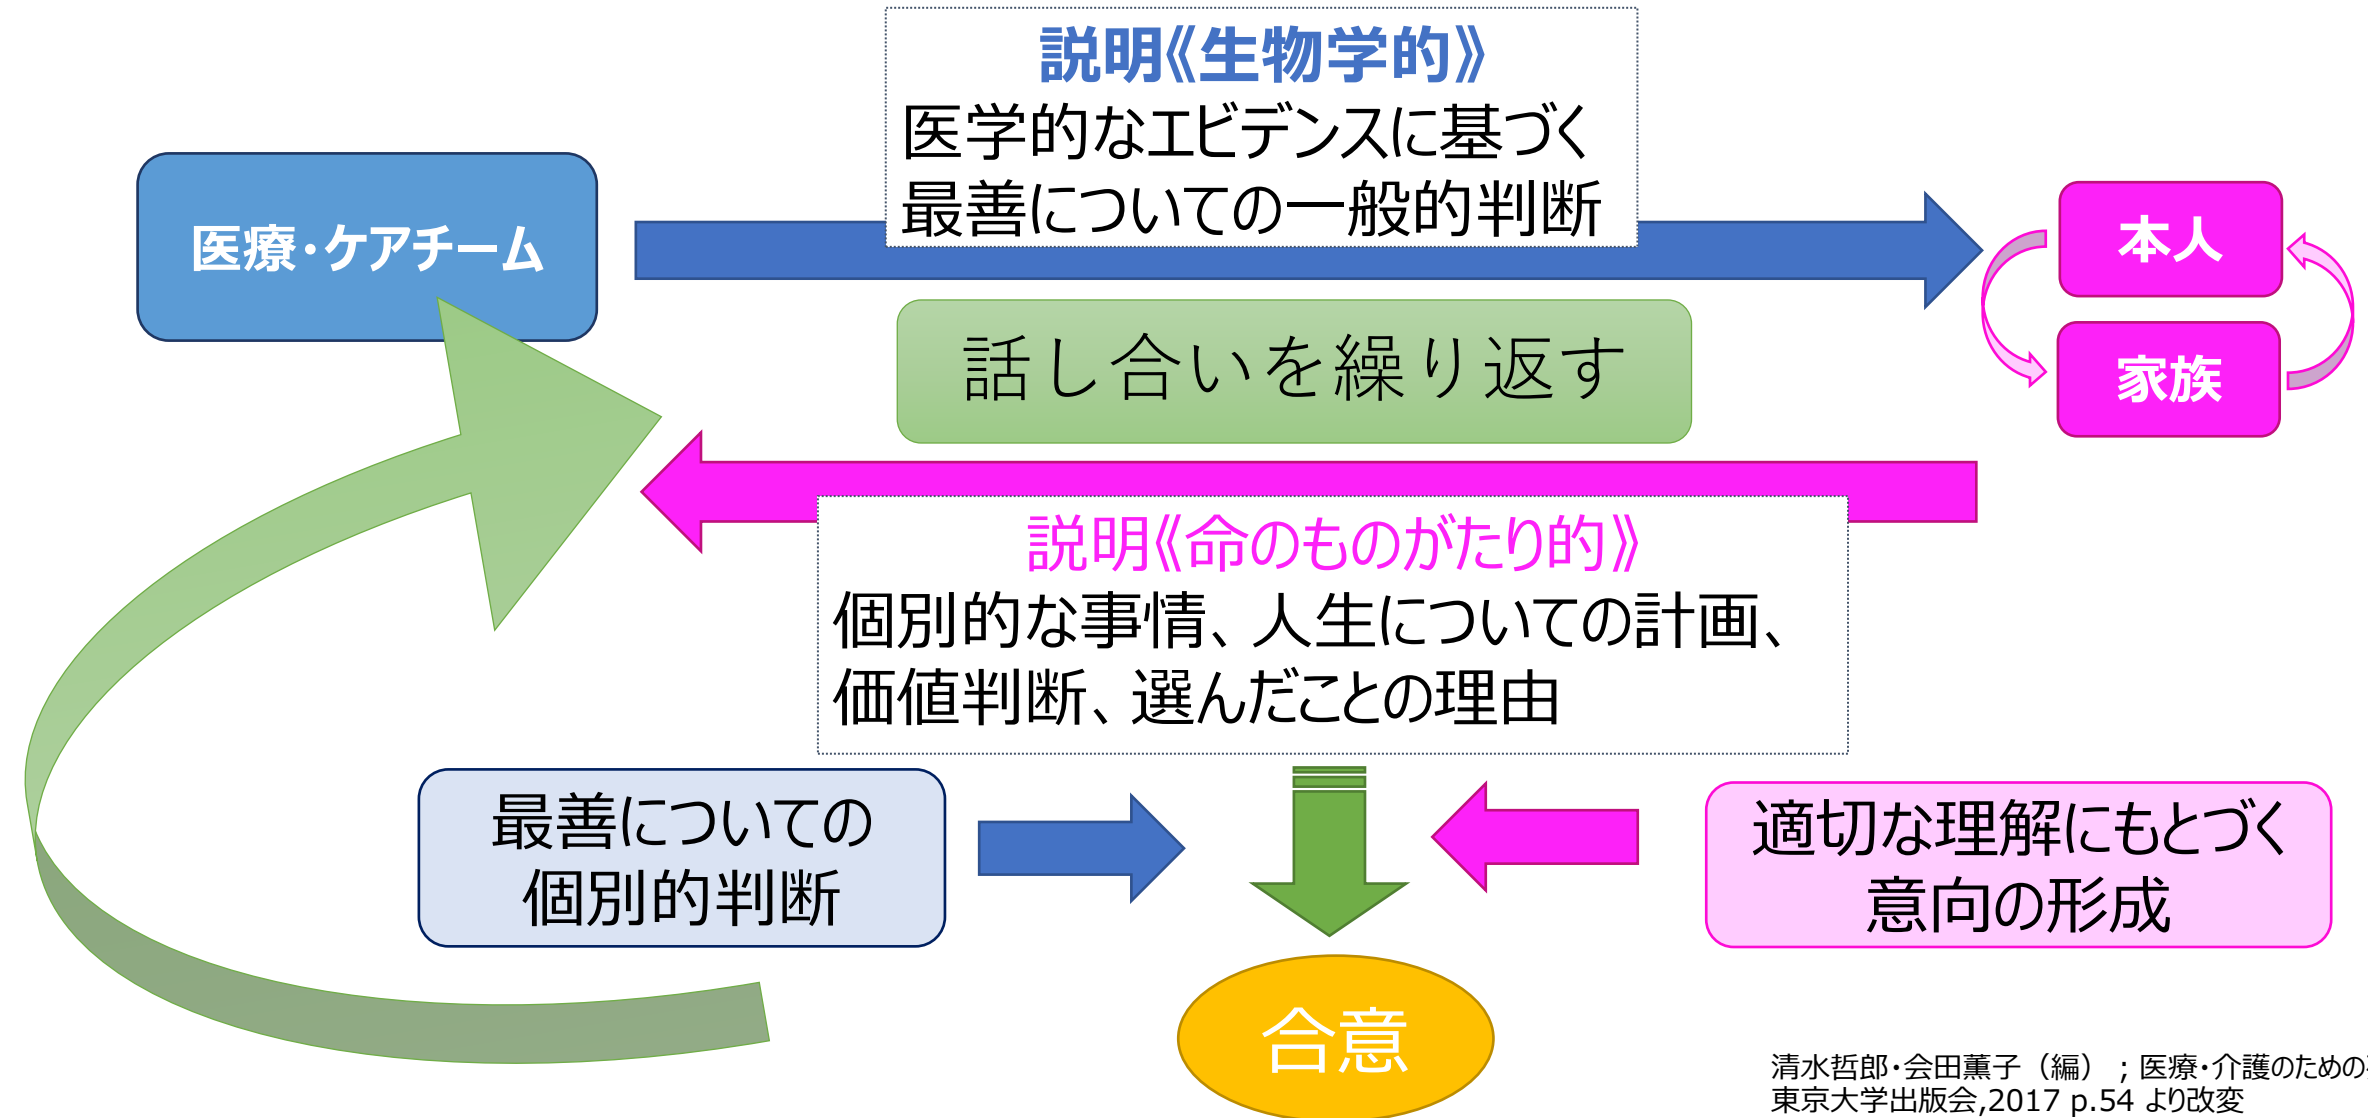 説明《生物学的》
医学的なエビデンスに基づく
最善についての一般的判断
医療・ケアチーム
本人
家族
話し合いを繰り返す
説明《命のものがたり的》
個別的な事情、人生についての計画、
価値判断、選んだことの理由
最善についての
個別的判断
適切な理解にもとづく
意向の形成
合意
清水哲郎・会田薫子（編）；医療・介護のための
東京大学出版会,2017 p.54 より改変